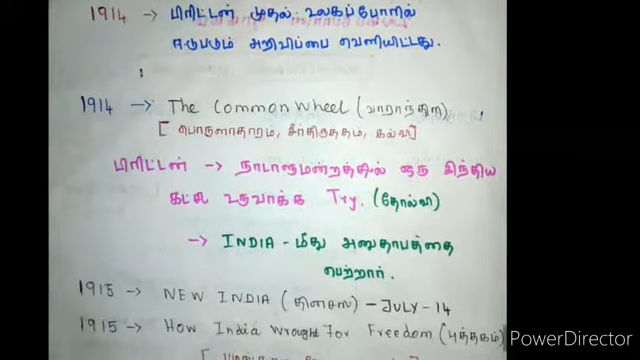 1914 -> பிரிட்டன் முதல் உலகப்போரில்
ஈடுபடும் அறிவிப்பை வெளியிட்டது.
1914 -> The Common Wheel (வாராந்திர)
[பொருளாதாரம், சீர்திருத்தம், கல்வி]
பிரிட்டன் -> நாடாளுமன்றத்தில் ஒரு இந்திய
கட்சி உருவாக்க Try. (தோல்வி)
-> INDIA - மீது அனுதாபத்தை
பெற்றார்.
1915 -> NEW INDIA (தினசரி) - JULY - 14
1915 -> How India Wrought For Freedom (புத்தகம்)
PowerDirector